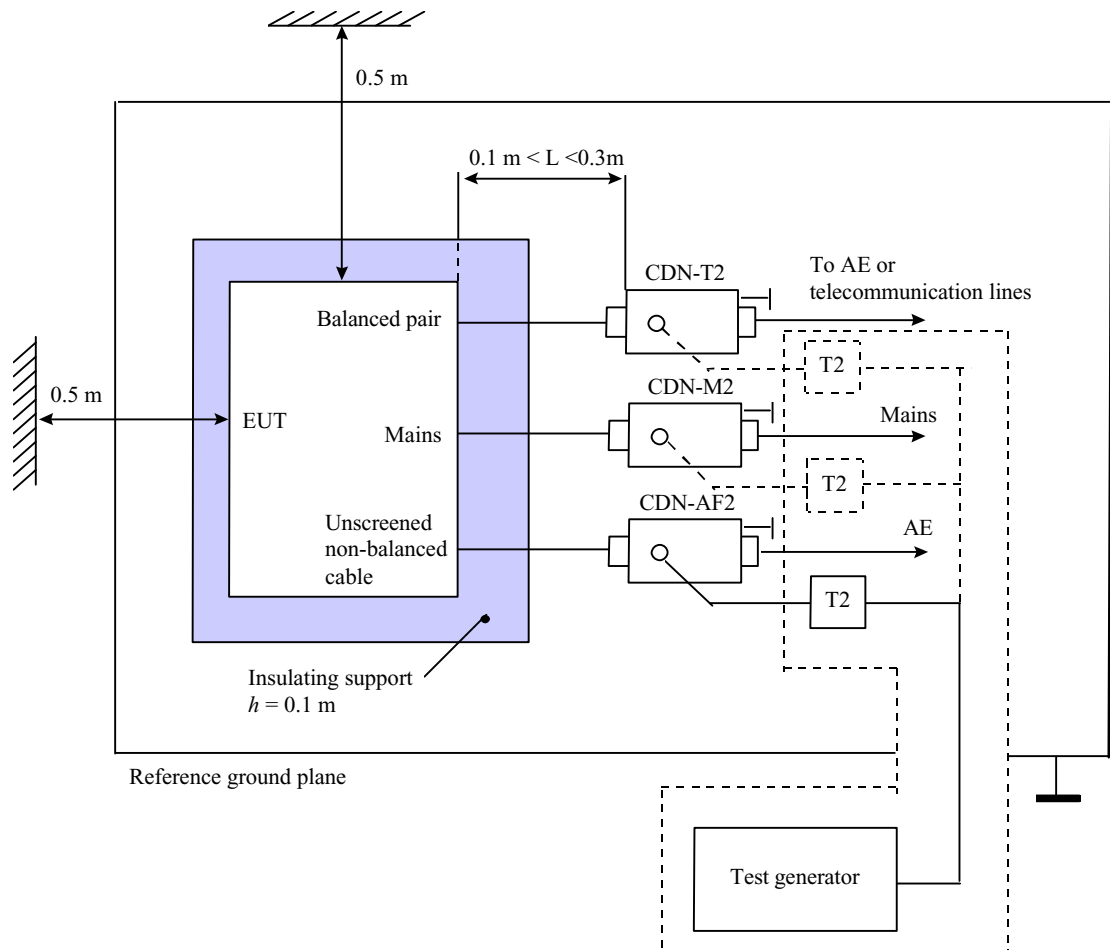 0.5 m
0.1 m < L <0.3m
CDN-T2
To AE or
telecommunication lines
Balanced pair
T2
0.5 m
CDN-M2
EUT
Mains
Mains
T2
CDN-AF2
Unscreened
non-balanced
cable
AE
T2
Insulating support
h = 0.1 m
Reference ground plane
Test generator